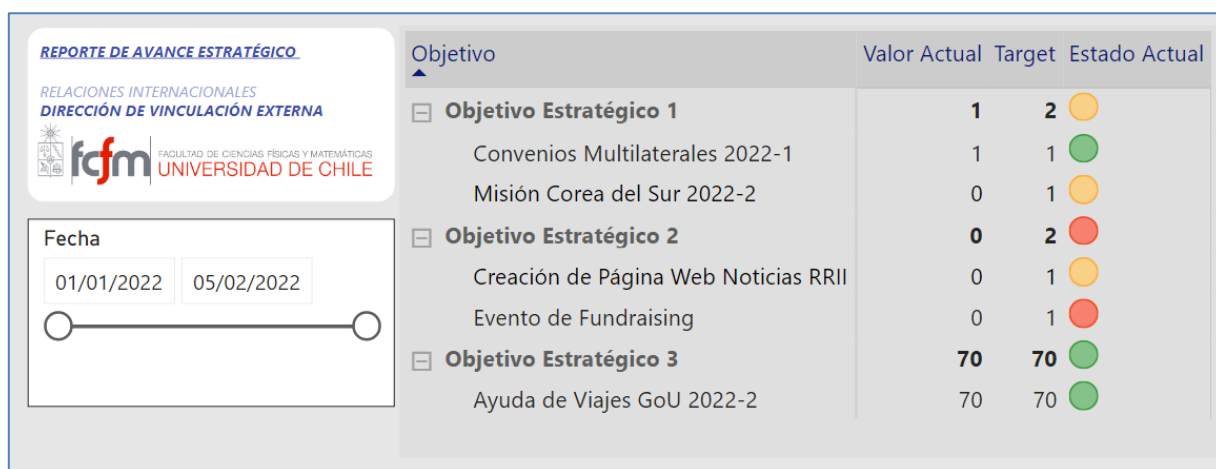 REPORTE DE AVANCE ESTRATÉGICO
RELACIONES INTERNACIONALES
DIRECCIÓN DE VINCULACIÓN EXTERNA
fcfm FACULTAD DE CIENCIAS FÍSICAS Y MATEMÁTICAS
UNIVERSIDAD DE CHILE
Fecha
01/01/2022 05/02/2022
Objetivo Valor Actual Target Estado Actual
Objetivo Estratégico 1 1 2
Convenios Multilaterales 2022-1 1 1
Misión Corea del Sur 2022-2 0 1
Objetivo Estratégico 2 0 2
Creación de Página Web Noticias RRII 0 1
Evento de Fundraising 0 1
Objetivo Estratégico 3 70 70
Ayuda de Viajes GoU 2022-2 70 70